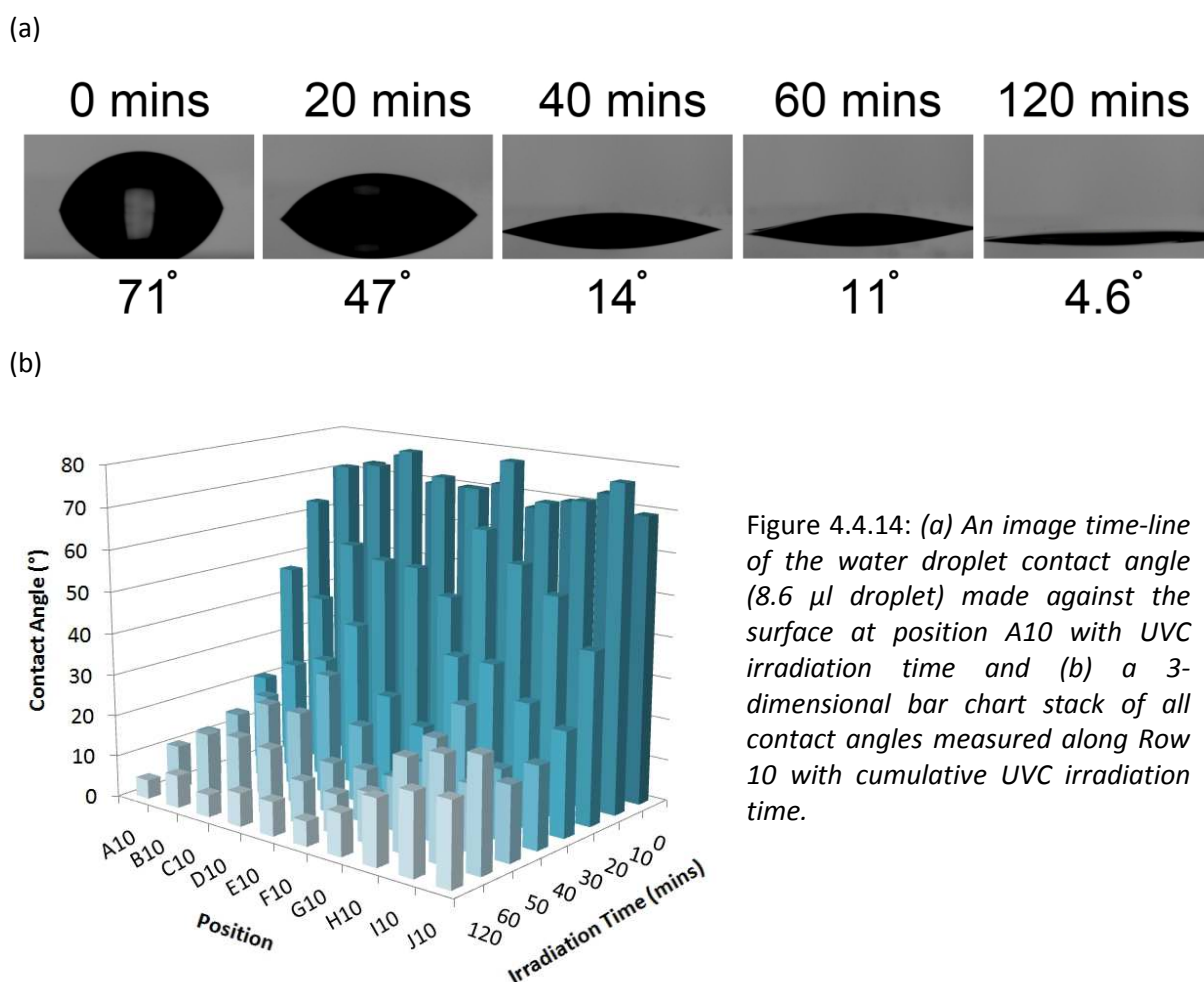 (a)
0 mins 20 mins 40 mins 60 mins 120 mins
71° 47° 14° 11° 4.6°
(b)
80
70
60
50
40
30
20
10
0
Contact Angle (°)
A10
B10
C10
D10
E10
F10
G10
H10
I10
J10
Position
120
60
50
40
30
20
10
0
Irradiation Time (mins)
Figure 4.4.14: (a) An image time-line
of the water droplet contact angle
(8.6 μl droplet) made against the
surface at position A10 with UVC
irradiation time and (b) a 3-
dimensional bar chart stack of all
contact angles measured along Row
10 with cumulative UVC irradiation
time.